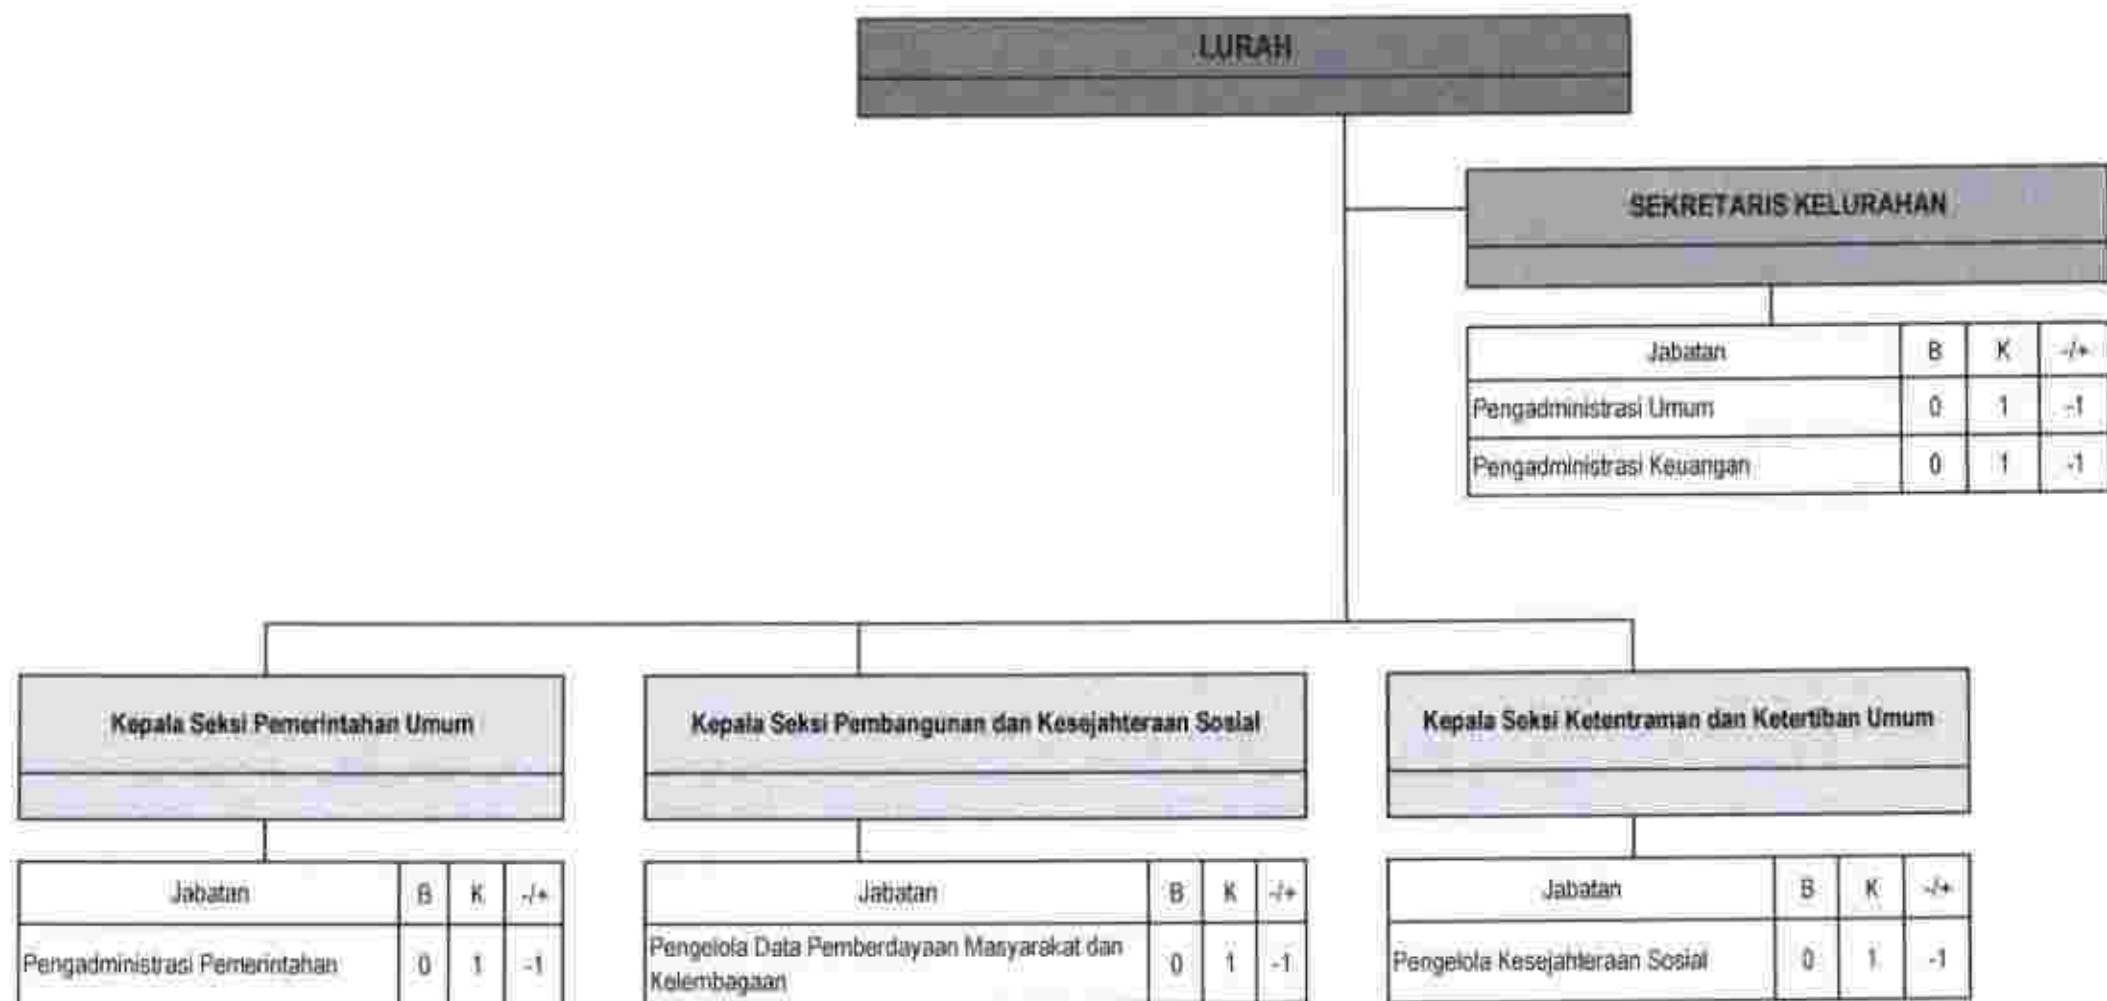 LURAH
SEKRETARIS KELURAHAN
Jabatan B K -/+
Pengadministrasi Umum 0 1 -1
Pengadministrasi Keuangan 0 1 -1
Kepala Seksi Pemerintahan Umum
Jabatan B K -/+
Pengadministrasi Pemerintahan 0 1 -1
Kepala Seksi Pembangunan dan Kesejahteraan Sosial
Jabatan B K -/+
Pengelola Data Pemberdayaan Masyarakat dan
Kelembagaan 0 1 -1
Kepala Seksi Ketentraman dan Ketertiban Umum
Jabatan B K -/+
Pengelola Kesejahteraan Sosial 0 1 -1